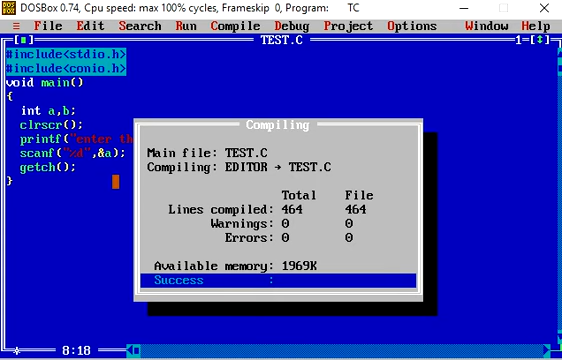 DOSBox 0.74, Cpu speed: max 100% cycles, Frameskip 0, Program: TC
≡ File Edit Search Run Compile Debug Project Options Window Help
[■] TEST.C 1=[↕]
#include<stdio.h>
#include<conio.h>
void main()
{
int a,b;
clrscr();
printf("enter th
scanf("%d",&a);
getch();
}
Compiling
Main file: TEST.C
Compiling: EDITOR → TEST.C
Total File
Lines compiled: 464 464
Warnings: 0 0
Errors: 0 0
Available memory: 1969K
Success :
8:18